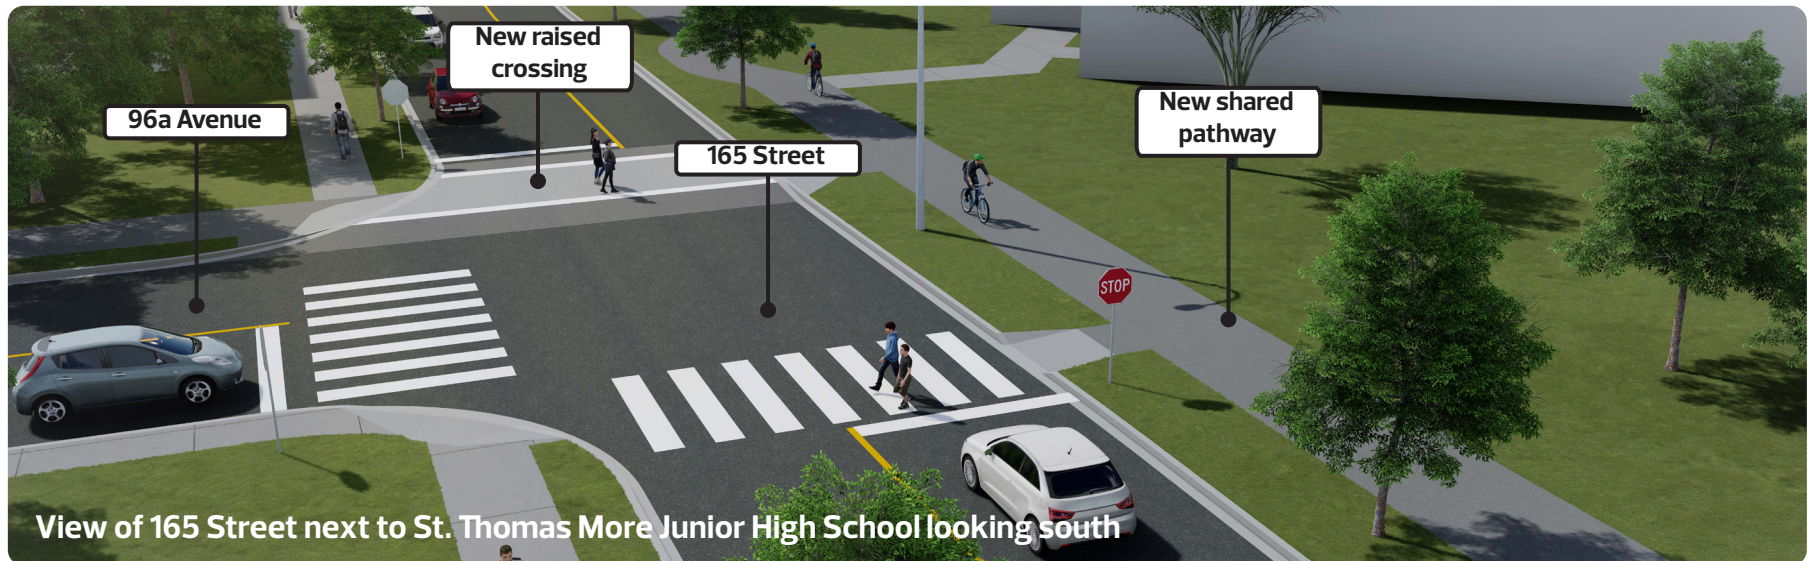 New raised
crossing
96a Avenue
165 Street
New shared
pathway
STOP
View of 165 Street next to St. Thomas More Junior High School looking south